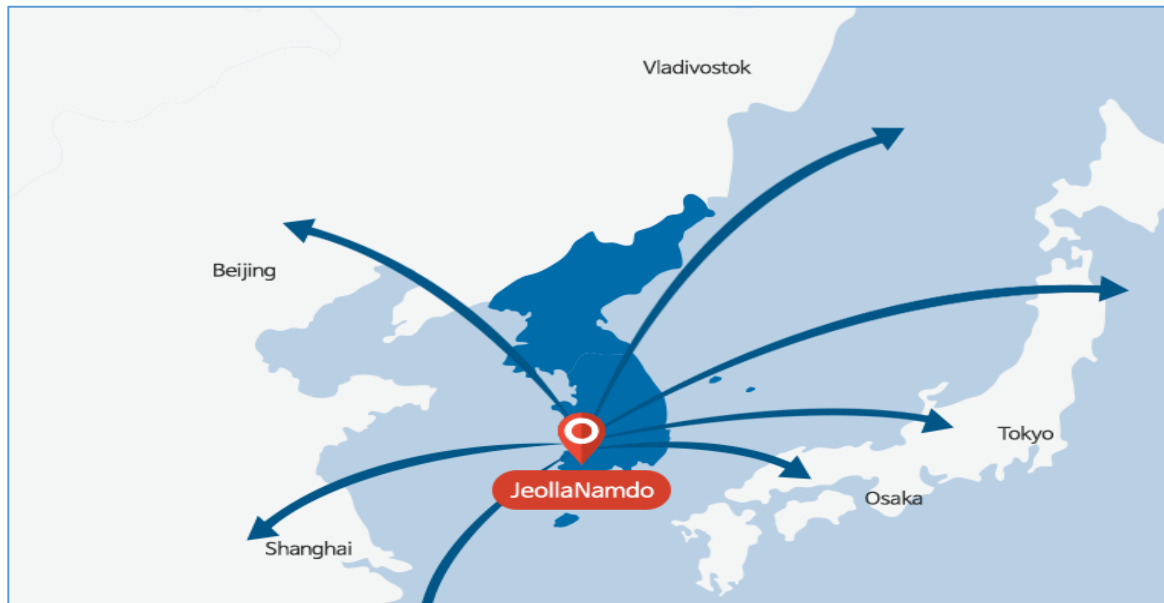 Vladivostok
Beijing
Tokyo
JeollaNamdo
Osaka
Shanghai